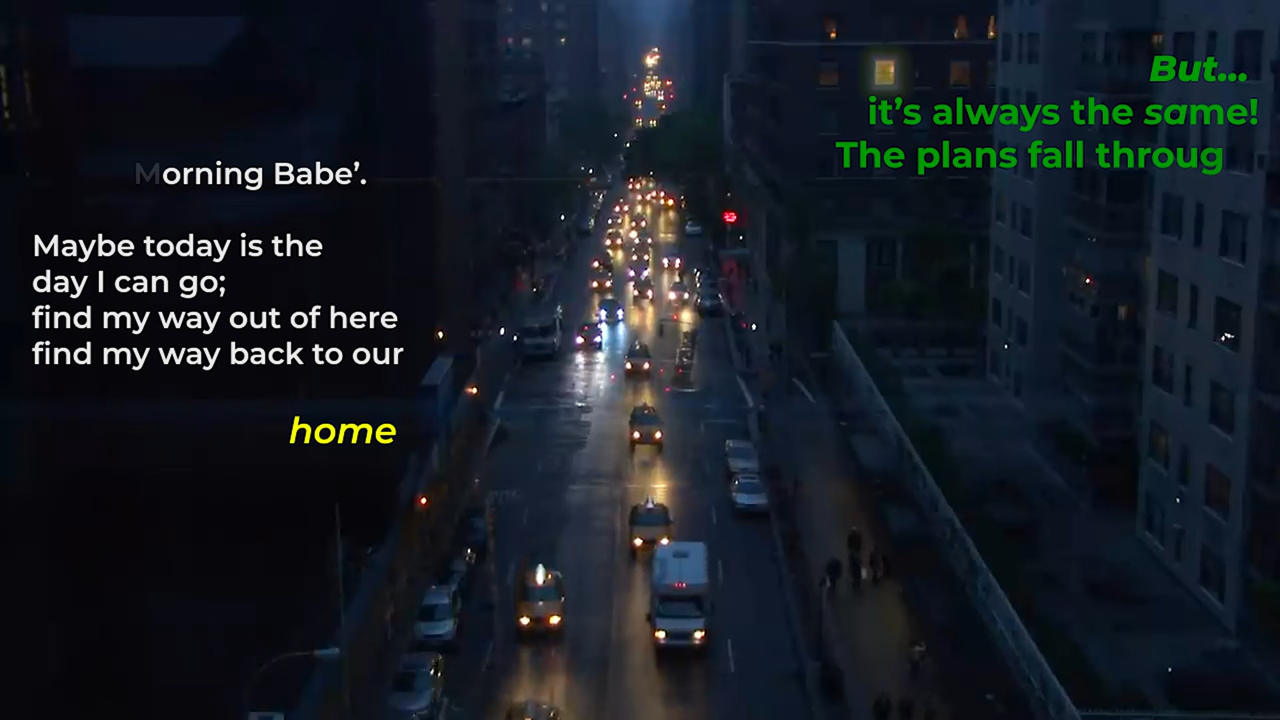 Morning Babe’.
Maybe today is the
day I can go;
find my way out of here
find my way back to our
home
But...
it’s always the same!
The plans fall throug